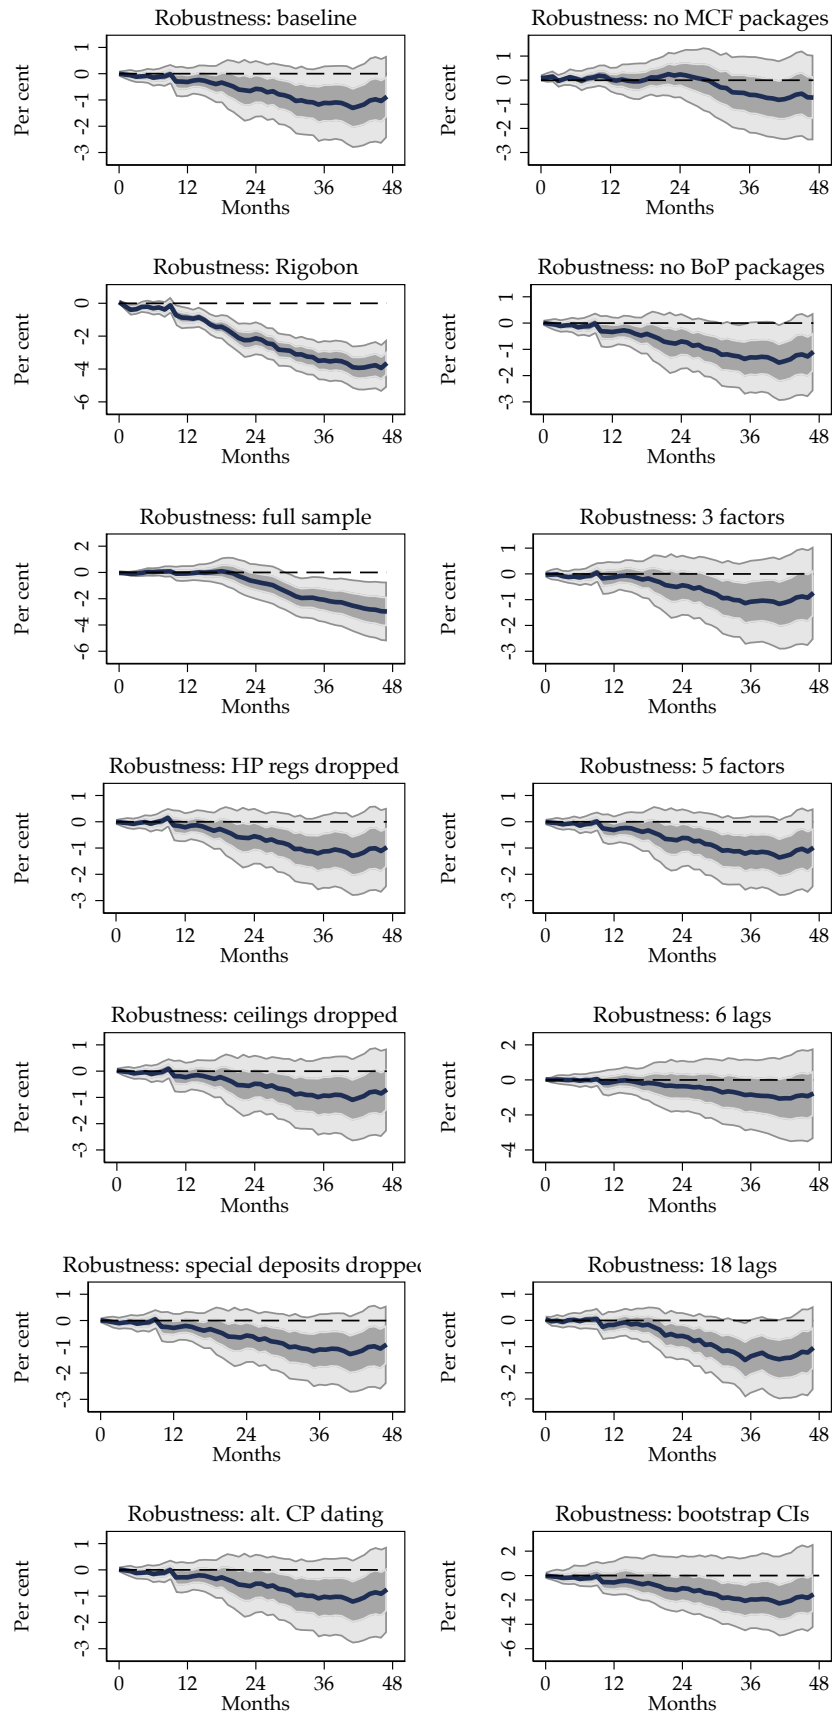 Robustness: baseline
Per cent
1
0
-1
-2
-3
0 12 24 36 48
Months
Robustness: no MCF packages
Per cent
1
0
-1
-2
-3
0 12 24 36 48
Months
Robustness: Rigobon
Per cent
0
-2
-4
-6
0 12 24 36 48
Months
Robustness: no BoP packages
Per cent
1
0
-1
-2
-3
0 12 24 36 48
Months
Robustness: full sample
Per cent
2
0
-2
-4
-6
0 12 24 36 48
Months
Robustness: 3 factors
Per cent
1
0
-1
-2
-3
0 12 24 36 48
Months
Robustness: HP regs dropped
Per cent
1
0
-1
-2
-3
0 12 24 36 48
Months
Robustness: 5 factors
Per cent
1
0
-1
-2
-3
0 12 24 36 48
Months
Robustness: ceilings dropped
Per cent
1
0
-1
-2
-3
0 12 24 36 48
Months
Robustness: 6 lags
Per cent
2
0
-2
-4
0 12 24 36 48
Months
Robustness: special deposits droppe
Per cent
1
0
-1
-2
-3
0 12 24 36 48
Months
Robustness: 18 lags
Per cent
1
0
-1
-2
-3
0 12 24 36 48
Months
Robustness: alt. CP dating
Per cent
1
0
-1
-2
-3
0 12 24 36 48
Months
Robustness: bootstrap CIs
Per cent
2
0
-2
-4
-6
0 12 24 36 48
Months